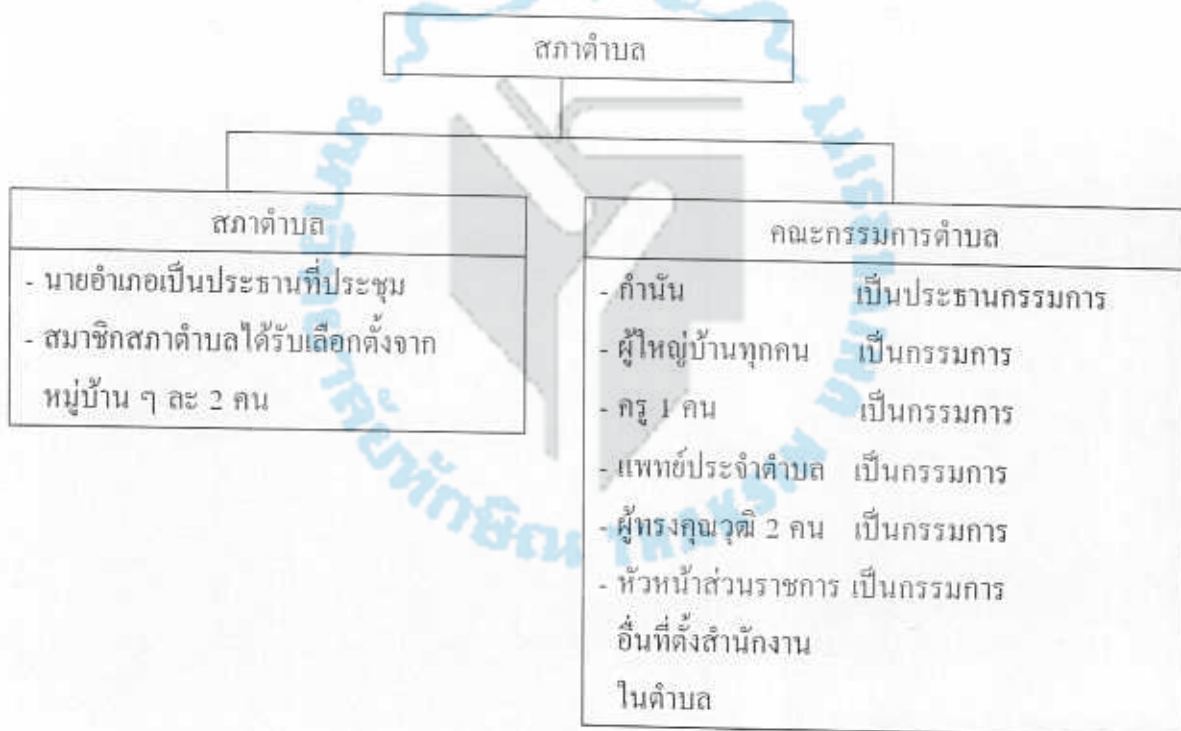 สภาตำบล
สภาตำบล
- นายอำเภอเป็นประธานที่ประชุม
- สมาชิกสภาตำบลได้รับเลือกตั้งจาก
หมู่บ้าน ๆ ละ 2 คน
คณะกรรมการตำบล
- กำนัน เป็นประธานกรรมการ
- ผู้ใหญ่บ้านทุกคน เป็นกรรมการ
- ครู 1 คน เป็นกรรมการ
- แพทย์ประจำตำบล เป็นกรรมการ
- ผู้ทรงคุณวุฒิ 2 คน เป็นกรรมการ
- หัวหน้าส่วนราชการ เป็นกรรมการ
อื่นที่ตั้งสำนักงาน
ในตำบล